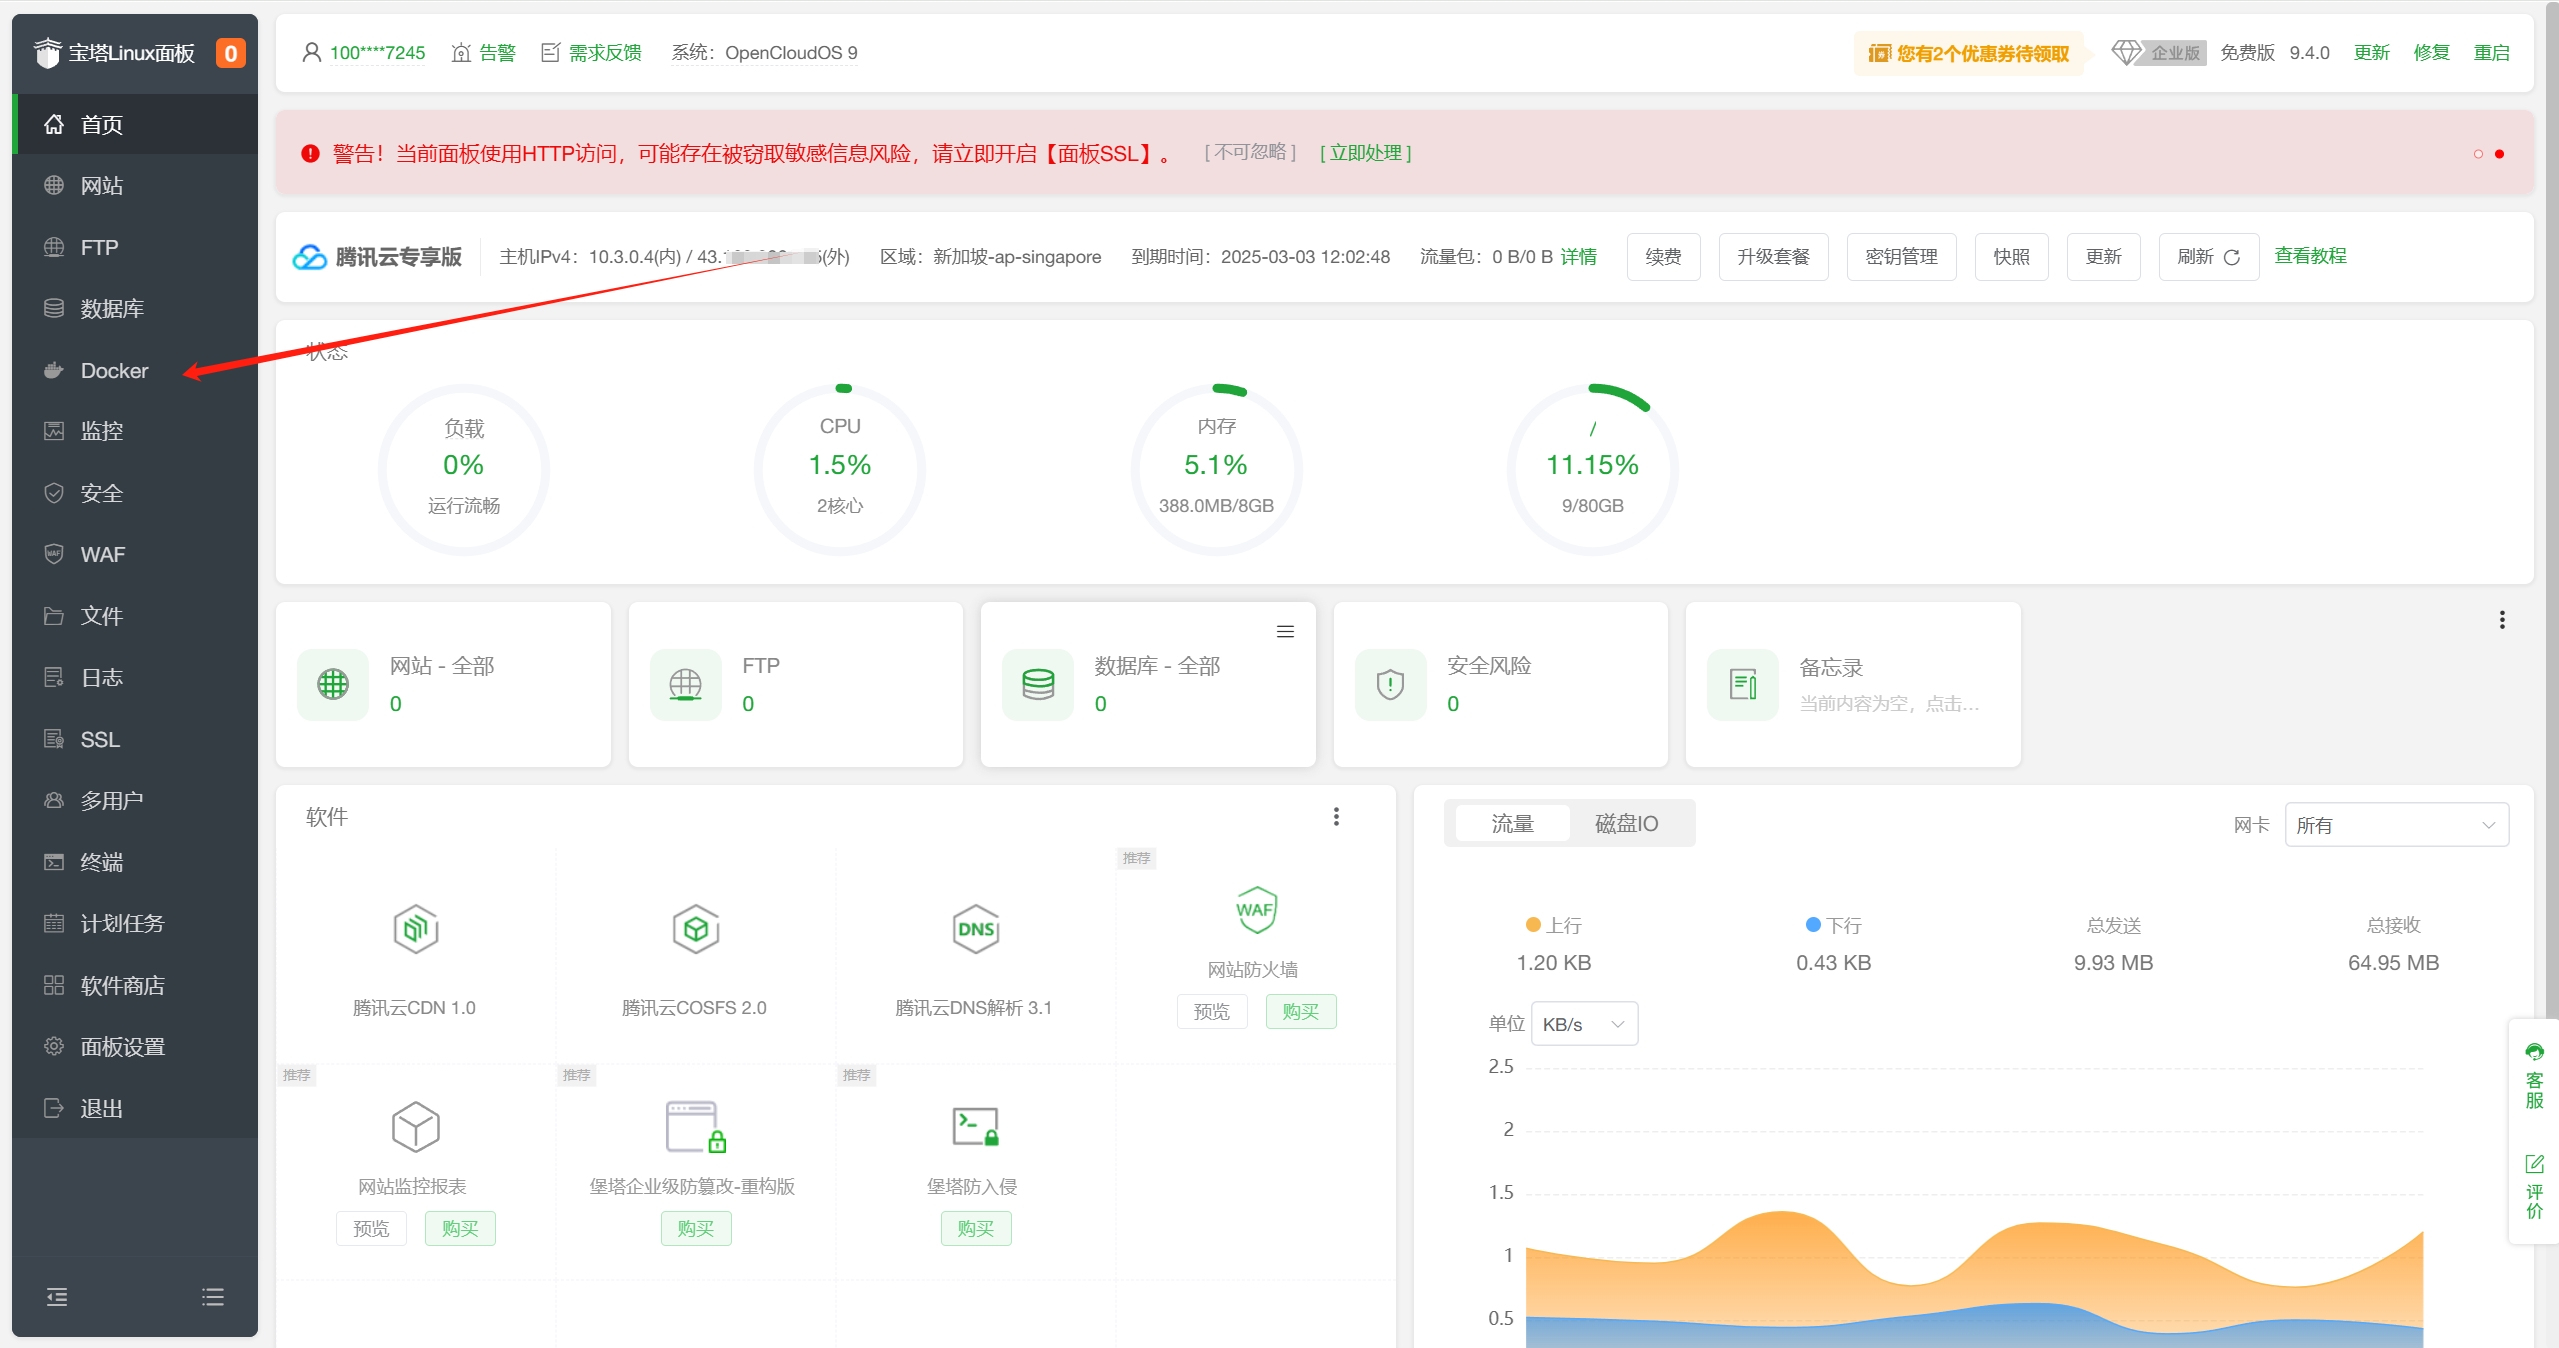 宝塔Linux面板 0
首页
网站
FTP
数据库
Docker
监控
安全
WAF
文件
日志
SSL
多用户
终端
计划任务
软件商店
面板设置
退出
100****7245 告警 需求反馈 系统：OpenCloudOS 9
您有2个优惠券待领取 企业版 免费版 9.4.0 更新 修复 重启
警告！当前面板使用HTTP访问，可能存在被窃取敏感信息风险，请立即开启【面板SSL】。 [ 不可忽略 ] [ 立即处理 ]
腾讯云专享版 主机IPv4：10.3.0.4(内) / 43. (外) 区域：新加坡-ap-singapore 到期时间：2025-03-03 12:02:48 流量包：0 B/0 B 详情 续费 升级套餐 密钥管理 快照 更新 刷新 查看教程
状态
负载 CPU 内存 /
0% 1.5% 5.1% 11.15%
运行流畅 2核心 388.0MB/8GB 9/80GB
网站 - 全部
0
FTP
0
数据库 - 全部
0
安全风险
0
备忘录
当前内容为空，点击...
软件
腾讯云CDN 1.0
腾讯云COSFS 2.0
DNS
腾讯云DNS解析 3.1
推荐
WAF
网站防火墙
预览 购买
推荐
网站监控报表
预览 购买
推荐
堡塔企业级防篡改-重构版
购买
推荐
堡塔防入侵
购买
流量 磁盘IO 网卡 所有
上行 下行 总发送 总接收
1.20 KB 0.43 KB 9.93 MB 64.95 MB
单位 KB/s
2.5
2
1.5
1
0.5
客服
评价